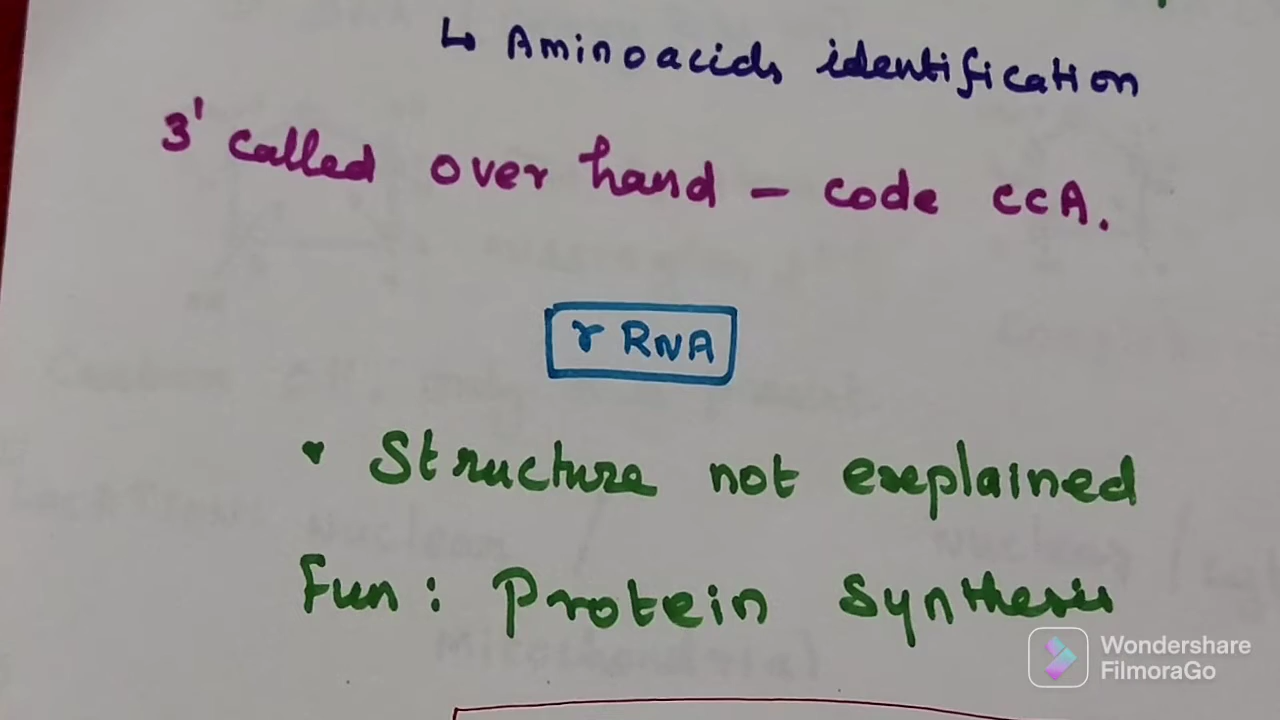 ↳ Aminoacids identification
3' called over hand - code CCA.
r RNA
• Structure not explained
Fun: Protein Synthesis
Wondershare
FilmoraGo